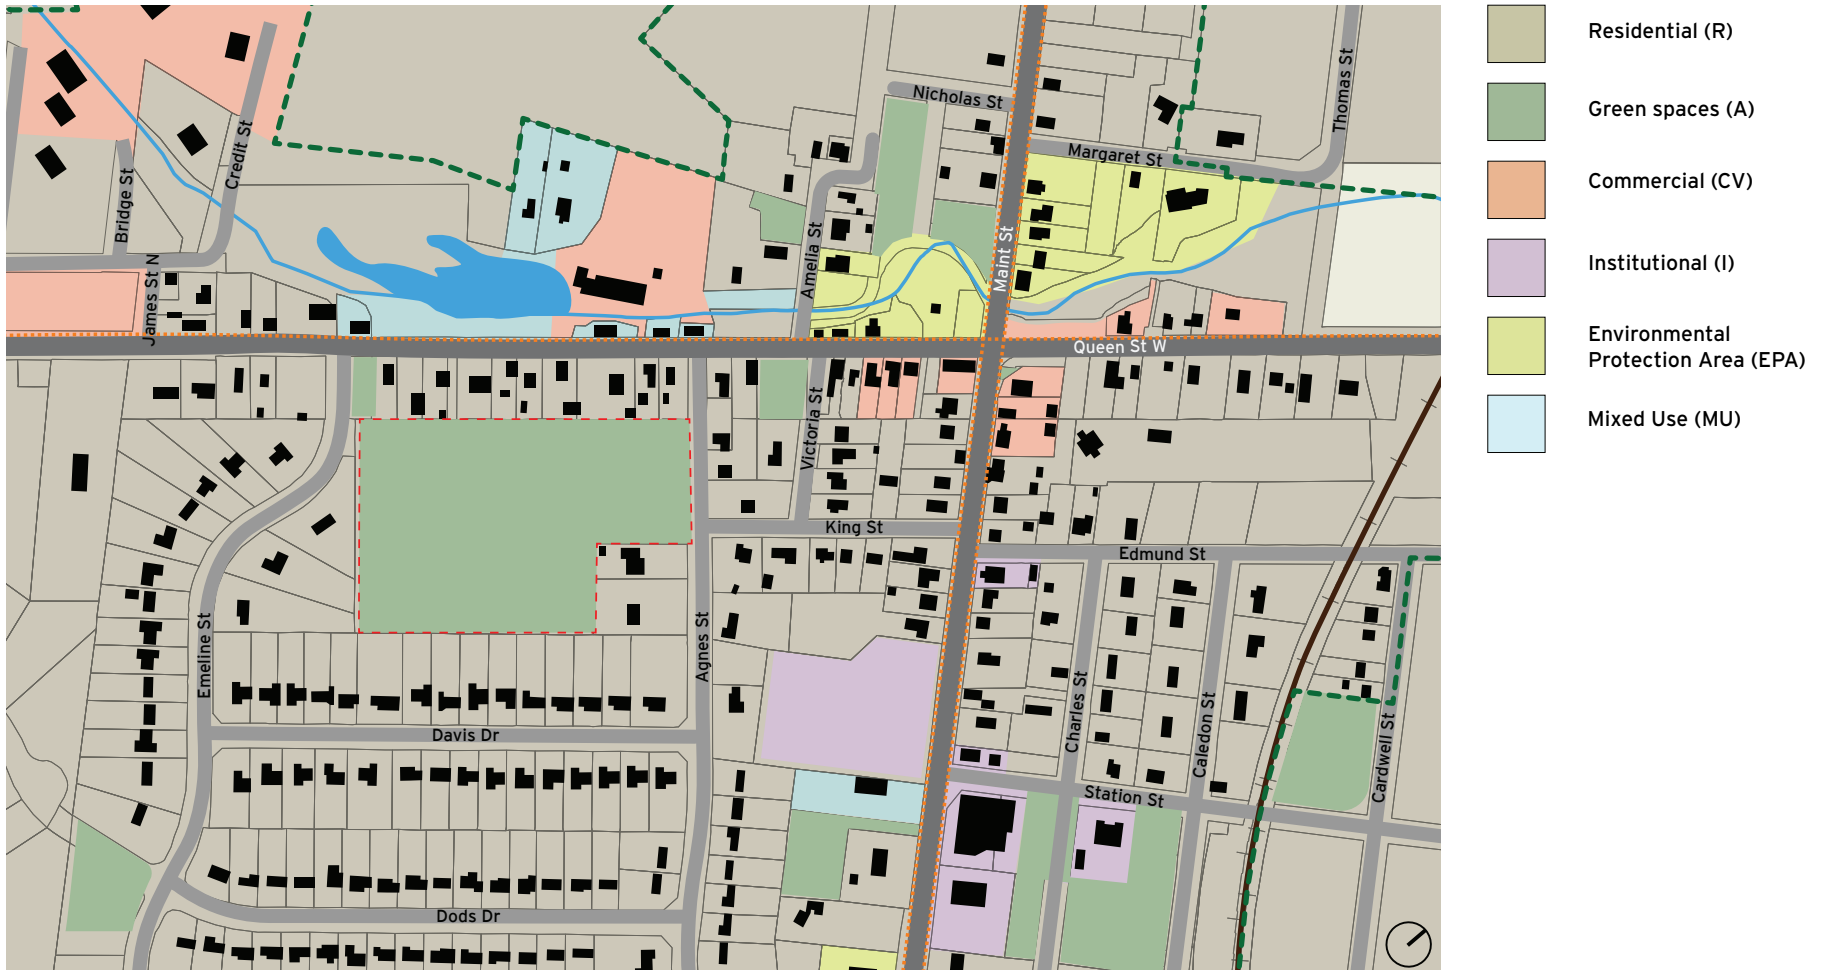 Residential (R)
Green spaces (A)
Commercial (CV)
Institutional (I)
Environmental
Protection Area (EPA)
Mixed Use (MU)
Nicholas St
Thomas St
Margaret St
Credit St
Bridge St
James St N
Amelia St
Maint St
Queen St W
Victoria St
King St
Edmund St
Emeline St
Agnes St
Charles St
Caledon St
Cardwell St
Davis Dr
Station St
Dods Dr